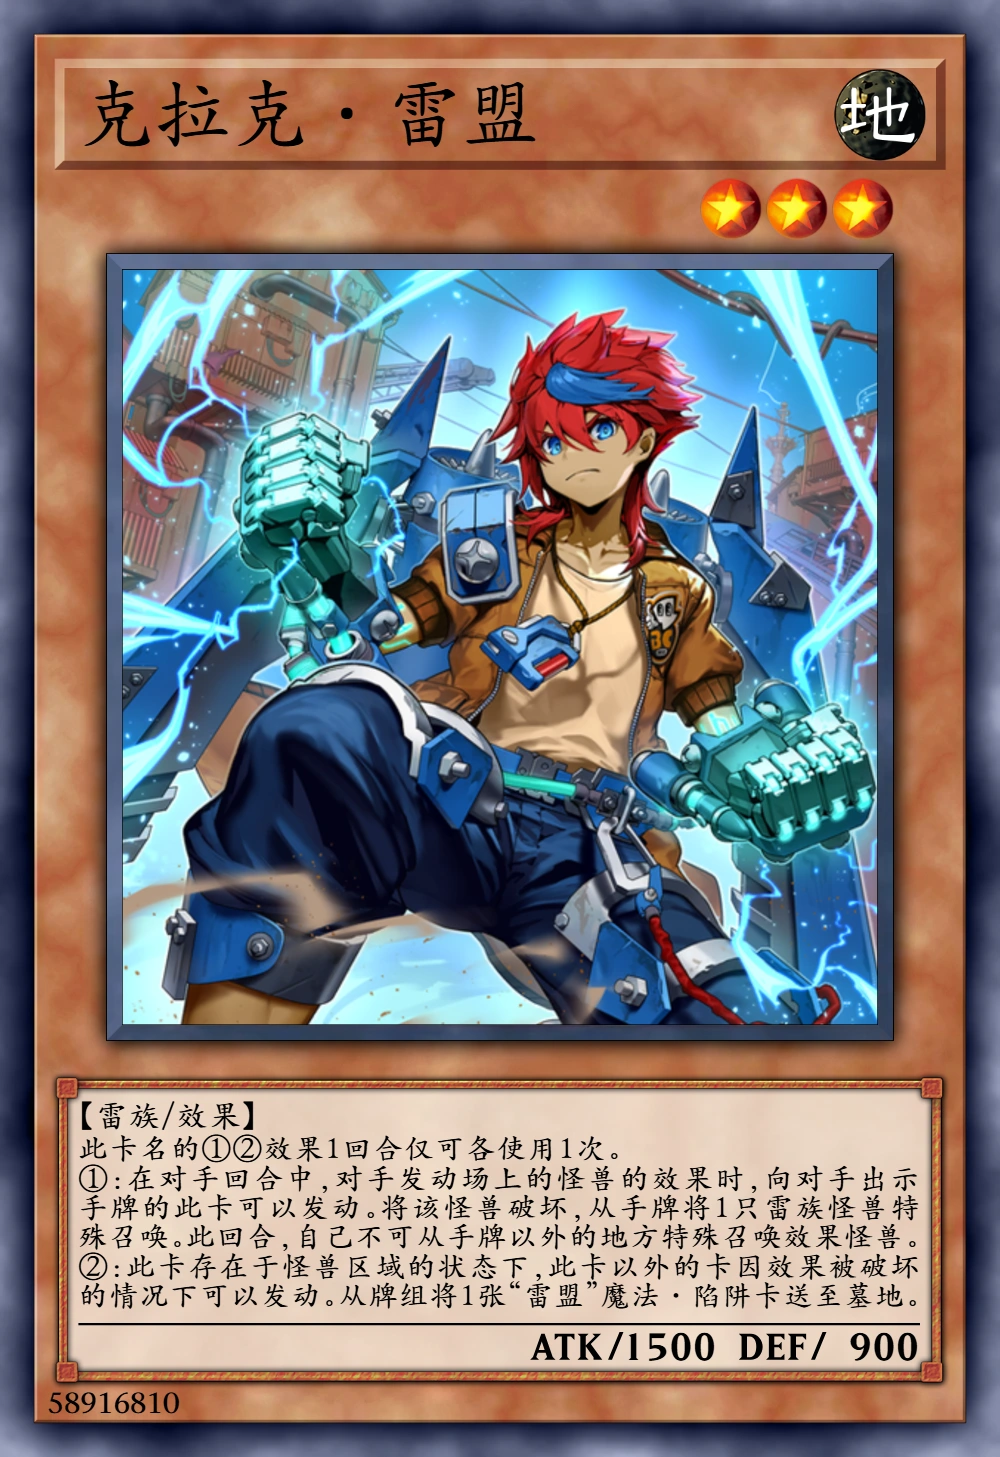 克拉克·雷盟
地
【雷族/效果】
此卡名的①②效果1回合仅可各使用1次。
①:在对手回合中,对手发动场上的怪兽的效果时,向对手出示
手牌的此卡可以发动。将该怪兽破坏,从手牌将1只雷族怪兽特
殊召唤。此回合,自己不可从手牌以外的地方特殊召唤效果怪兽。
②:此卡存在于怪兽区域的状态下,此卡以外的卡因效果被破坏
的情况下可以发动。从牌组将1张“雷盟”魔法·陷阱卡送至墓地。
ATK/1500 DEF/ 900
58916810